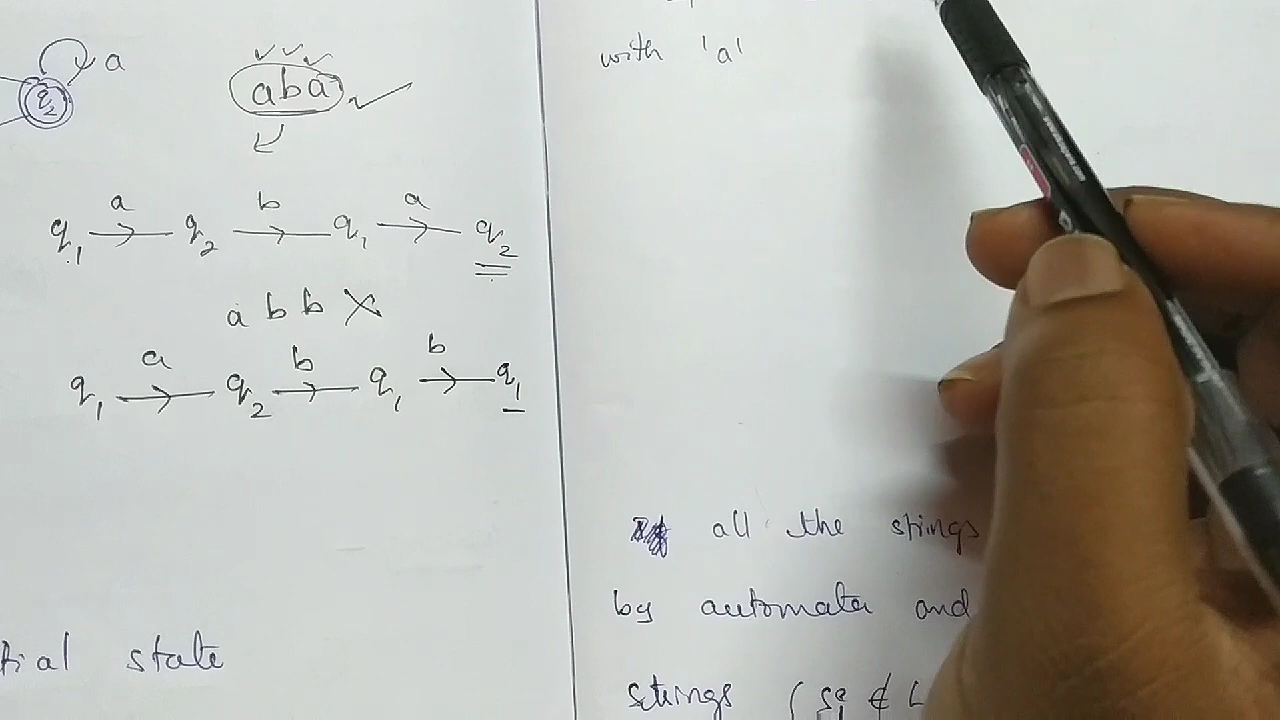 a
q2
aba ✓
a b a
q1 → q2 → q1 → q2
a b b ✗
a b b
q1 → q2 → q1 → q1
tial state
with 'a'
all the strings
by automata and
strings ( si ∉ L